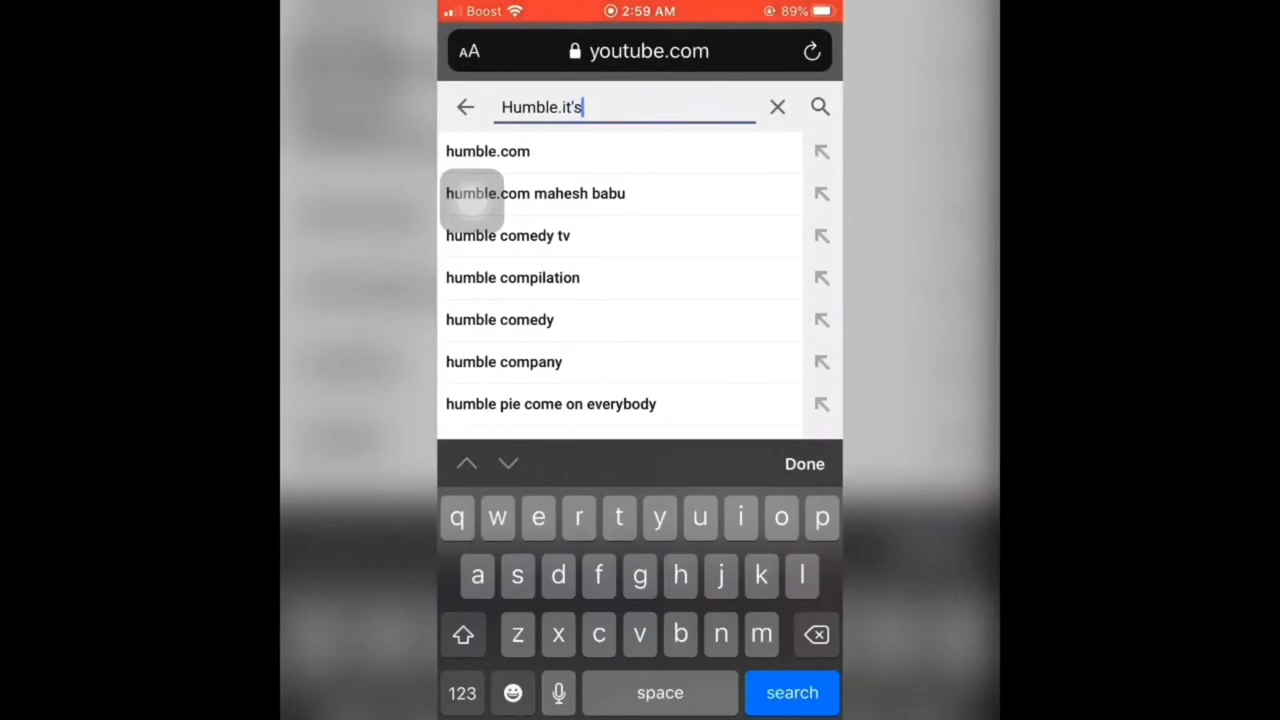 Boost 2:59 AM 89%
AA youtube.com
Humble.it's
humble.com
humble.com mahesh babu
humble comedy tv
humble compilation
humble comedy
humble company
humble pie come on everybody
Done
q w e r t y u i o p
a s d f g h j k l
z x c v b n m
123 space search